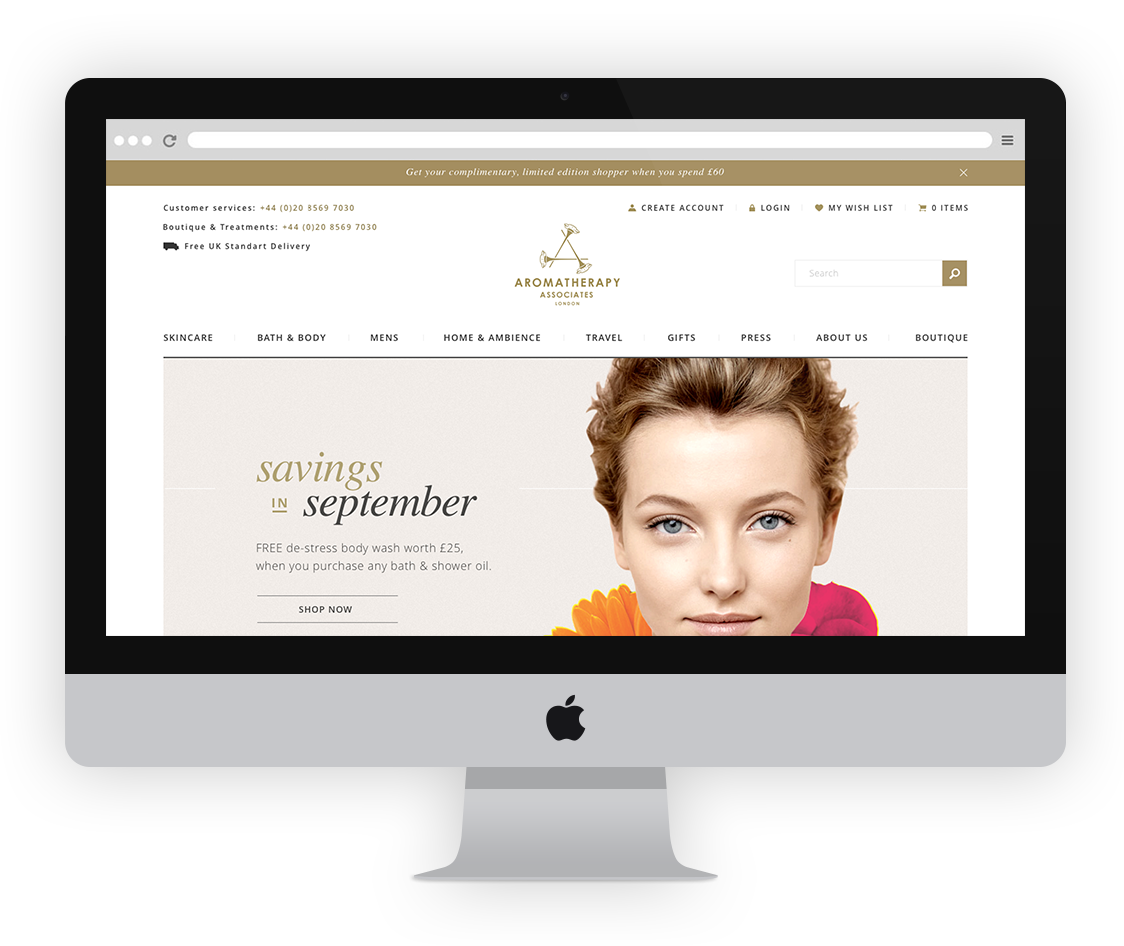 Get your complimentary, limited edition shopper when you spend £60
Customer services: +44 (0)20 8569 7030
Boutique & Treatments: +44 (0)20 8569 7030
Free UK Standart Delivery
CREATE ACCOUNT
LOGIN
MY WISH LIST
0 ITEMS
AROMATHERAPY
ASSOCIATES
LONDON
Search
SKINCARE
BATH & BODY
MENS
HOME & AMBIENCE
TRAVEL
GIFTS
PRESS
ABOUT US
BOUTIQUE
savings
IN september
FREE de-stress body wash worth £25,
when you purchase any bath & shower oil.
SHOP NOW